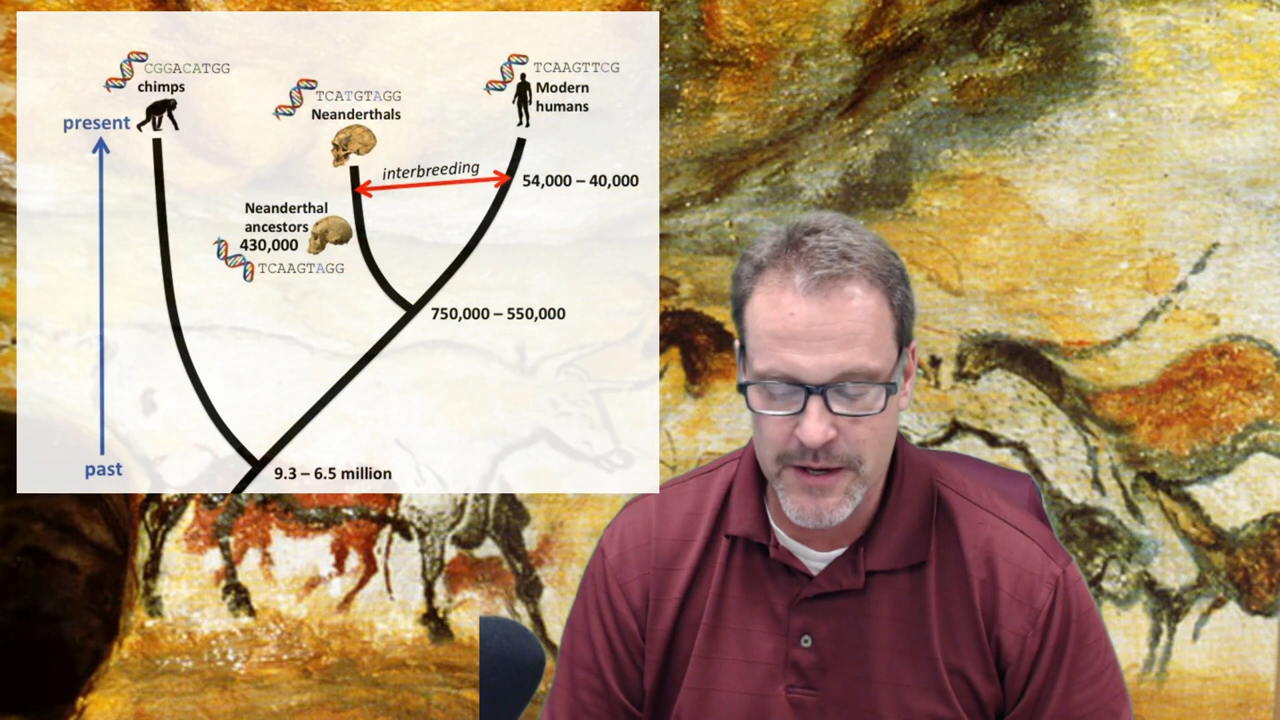 CGGACATGG
chimps
present
TCATGTAGG
Neanderthals
TCAAGTTCG
Modern
humans
interbreeding
54,000 – 40,000
Neanderthal
ancestors
430,000
TCAAGTAGG
750,000 – 550,000
past
9.3 – 6.5 million